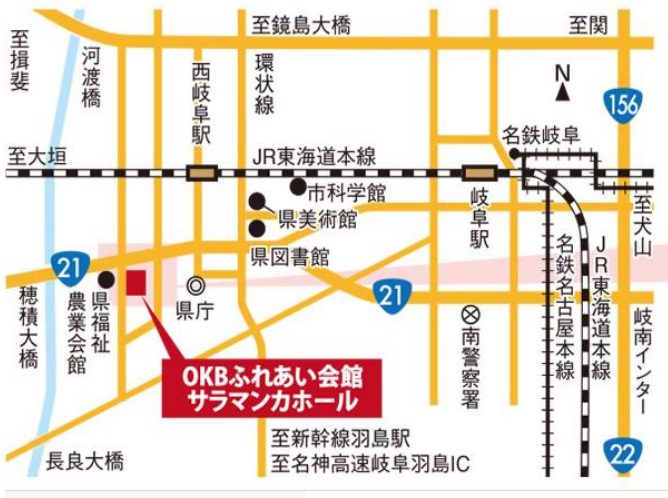 至鏡島大橋
至関
至揖斐
河渡橋
西岐阜駅
環状線
N
156
名鉄岐阜
至大垣
JR東海道本線
市科学館
県美術館
県図書館
岐阜駅
至犬山
21
穂積大橋
農業会館
県福祉
県庁
21
南警察署
名鉄名古屋本線
JR東海道本線
岐南インター
OKBふれあい会館
サラマンカホール
長良大橋
至新幹線羽島駅
至名神高速岐阜羽島IC
22